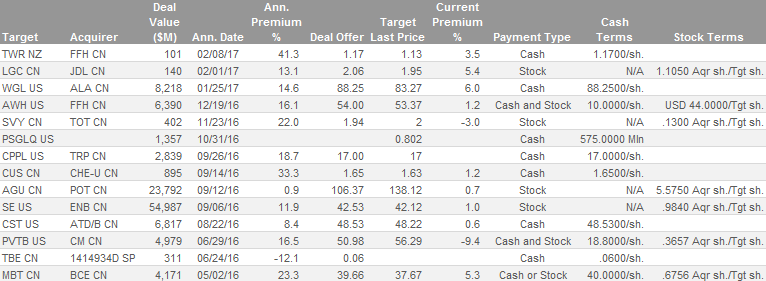 Deal Ann. Target Current
Value Premium Last Price Premium Cash
Target Acquirer ($M) Ann. Date % Deal Offer % Payment Type Terms Stock Terms
TWR NZ FFH CN 101 02/08/17 41.3 1.17 1.13 3.5 Cash 1.1700/sh.
LGC CN JDL CN 140 02/01/17 13.1 2.06 1.95 5.4 Stock N/A 1.1050 Aqr sh./Tgt sh.
WGL US ALA CN 8,218 01/25/17 14.6 88.25 83.27 6.0 Cash 88.2500/sh.
AWH US FFH CN 6,390 12/19/16 16.1 54.00 53.37 1.2 Cash and Stock 10.0000/sh. USD 44.0000/Tgt sh.
SVY CN TOT CN 402 11/23/16 22.0 1.94 2 -3.0 Stock N/A .1300 Aqr sh./Tgt sh.
PSGLQ US 1,357 10/31/16 0.802 Cash 575.0000 Mln
CPPL US TRP CN 2,839 09/26/16 18.7 17.00 17 Cash 17.0000/sh.
CUS CN CHE-U CN 895 09/14/16 33.3 1.65 1.63 1.2 Cash 1.6500/sh.
AGU CN POT CN 23,792 09/12/16 0.9 106.37 138.12 0.7 Stock N/A 5.5750 Aqr sh./Tgt sh.
SE US ENB CN 54,987 09/06/16 11.9 42.53 42.12 1.0 Stock N/A .9840 Aqr sh./Tgt sh.
CST US ATD/B CN 6,817 08/22/16 8.4 48.53 48.22 0.6 Cash 48.5300/sh.
PVTB US CM CN 4,979 06/29/16 16.5 50.98 56.29 -9.4 Cash and Stock 18.8000/sh. .3657 Aqr sh./Tgt sh.
TBE CN 1414934D SP 311 06/24/16 -12.1 0.06 Cash .0600/sh.
MBT CN BCE CN 4,171 05/02/16 23.3 39.66 37.67 5.3 Cash or Stock 40.0000/sh. .6756 Aqr sh./Tgt sh.